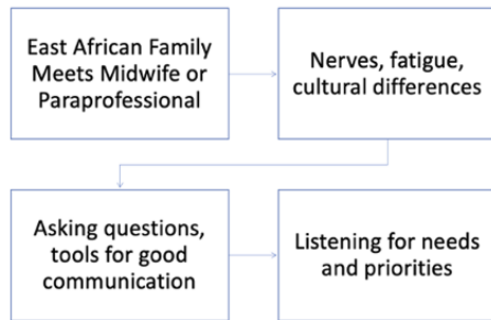 East African Family
Meets Midwife or
Paraprofessional
Nerves, fatigue,
cultural differences
Asking questions,
tools for good
communication
Listening for needs
and priorities